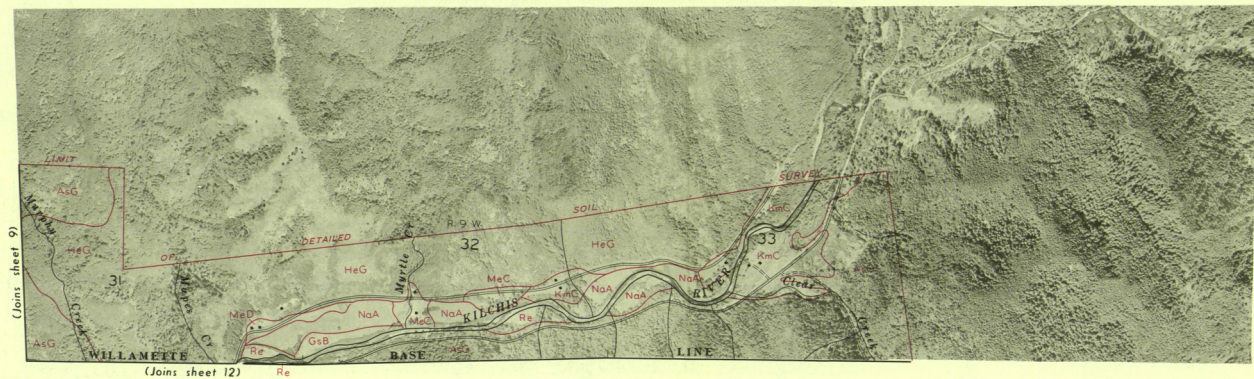 LIMIT
AsG
Murphy
Creek
HeG
31
AsG
OF
DETAILED
SOIL
SURVEY
R. 9 W.
32
33
Mapes Cr
HeG
Myrtle Cr
HeG
MeC
KmC
NaA
NaA
NaA
KmC
KmC
MeD
NaA
MeC
NaA
KILCHIS
RIVER
Re
GsB
Re
AsG
Clear
Creek
WILLAMETTE
BASE
LINE
(Joins sheet 9)
(Joins sheet 12)
Re